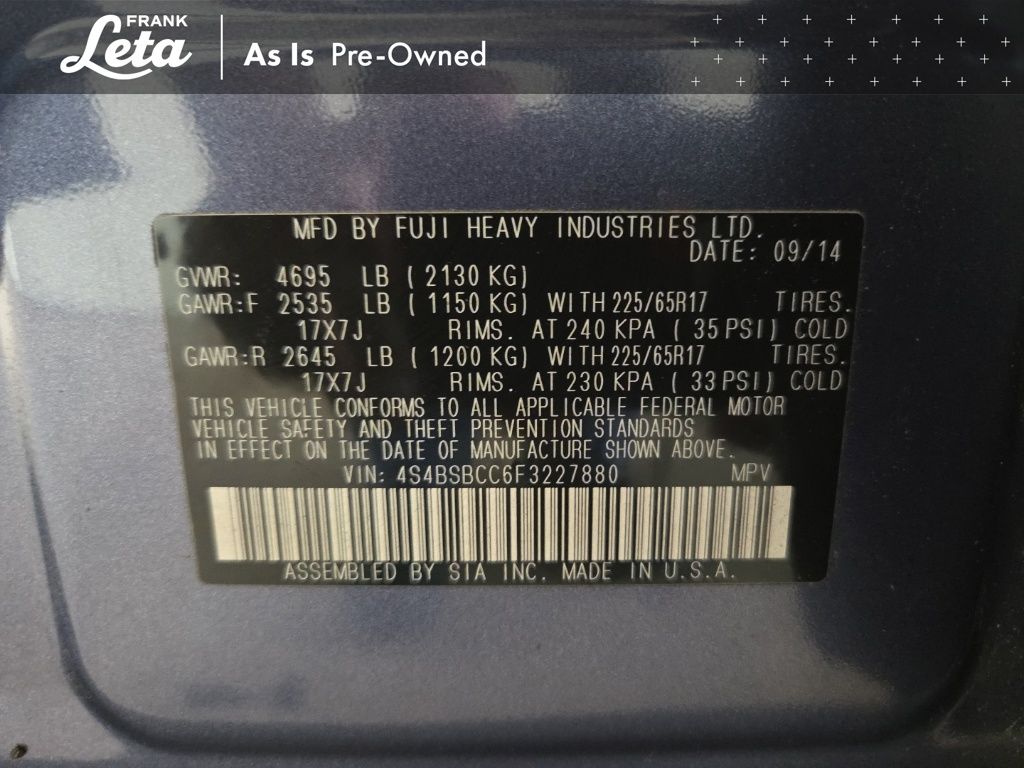 FRANK
Leta
As Is Pre-Owned
MFD BY FUJI HEAVY INDUSTRIES LTD.
DATE: 09/14
GVWR: 4695 LB ( 2130 KG)
GAWR:F 2535 LB ( 1150 KG) WITH 225/65R17 TIRES.
17X7J RIMS. AT 240 KPA ( 35 PSI) COLD
GAWR:R 2645 LB ( 1200 KG) WITH 225/65R17 TIRES.
17X7J RIMS. AT 230 KPA ( 33 PSI) COLD
THIS VEHICLE CONFORMS TO ALL APPLICABLE FEDERAL MOTOR
VEHICLE SAFETY AND THEFT PREVENTION STANDARDS
IN EFFECT ON THE DATE OF MANUFACTURE SHOWN ABOVE.
VIN: 4S4BSBCC6F3227880 MPV
ASSEMBLED BY SIA INC. MADE IN U.S.A.